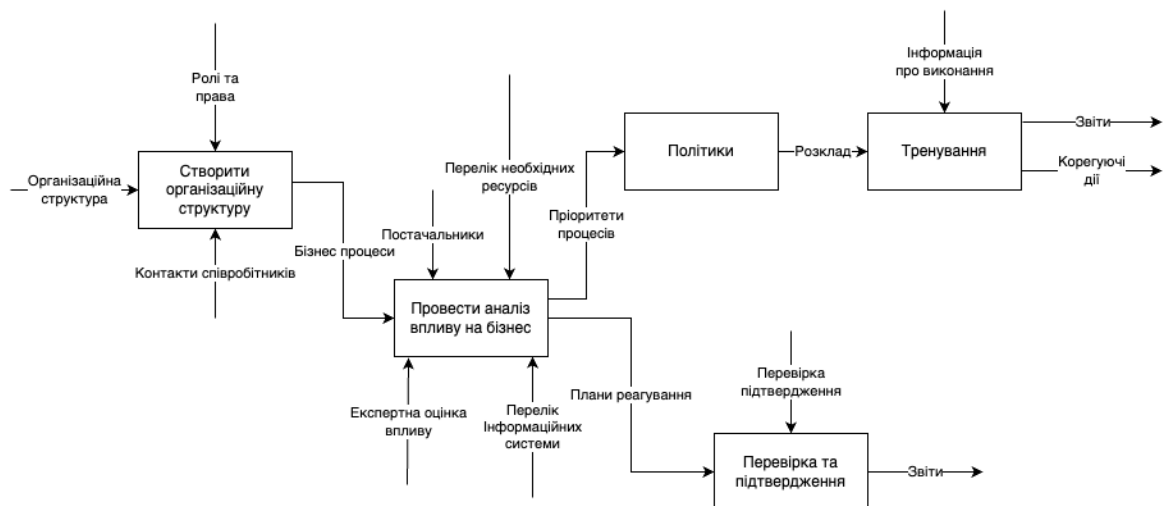 Ролі та
права
Організаційна
структура
Створити
організаційну
структуру
Контакти співробітників
Бізнес процеси
Постачальники
Перелік необхідних
ресурсів
Провести аналіз
впливу на бізнес
Експертна оцінка
впливу
Перелік
Інформаційних
системи
Пріоритети
процесів
Політики
Розклад
Інформація
про виконання
Тренування
Звіти
Корегуючі
дії
Плани реагування
Перевірка
підтвердження
Перевірка та
підтвердження
Звіти